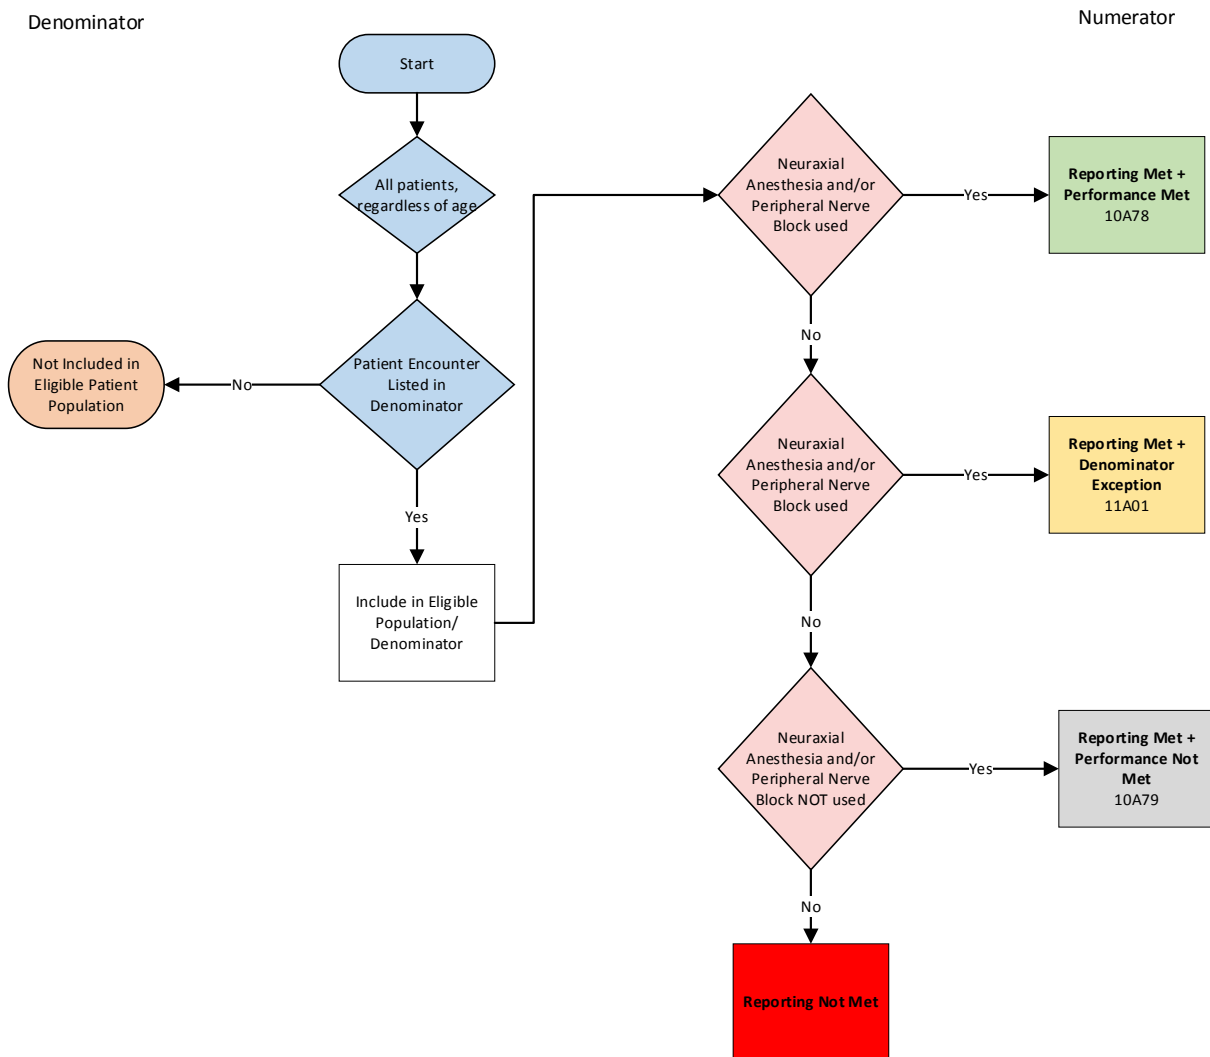 Denominator
Numerator
Start
All patients,
regardless of age
Patient Encounter
Listed in
Denominator
No
Not Included in
Eligible Patient
Population
Yes
Include in Eligible
Population/
Denominator
Neuraxial
Anesthesia and/or
Peripheral Nerve
Block used
Yes
Reporting Met +
Performance Met
10A78
No
Neuraxial
Anesthesia and/or
Peripheral Nerve
Block used
Yes
Reporting Met +
Denominator
Exception
11A01
No
Neuraxial
Anesthesia and/or
Peripheral Nerve
Block NOT used
Yes
Reporting Met +
Performance Not
Met
10A79
No
Reporting Not Met